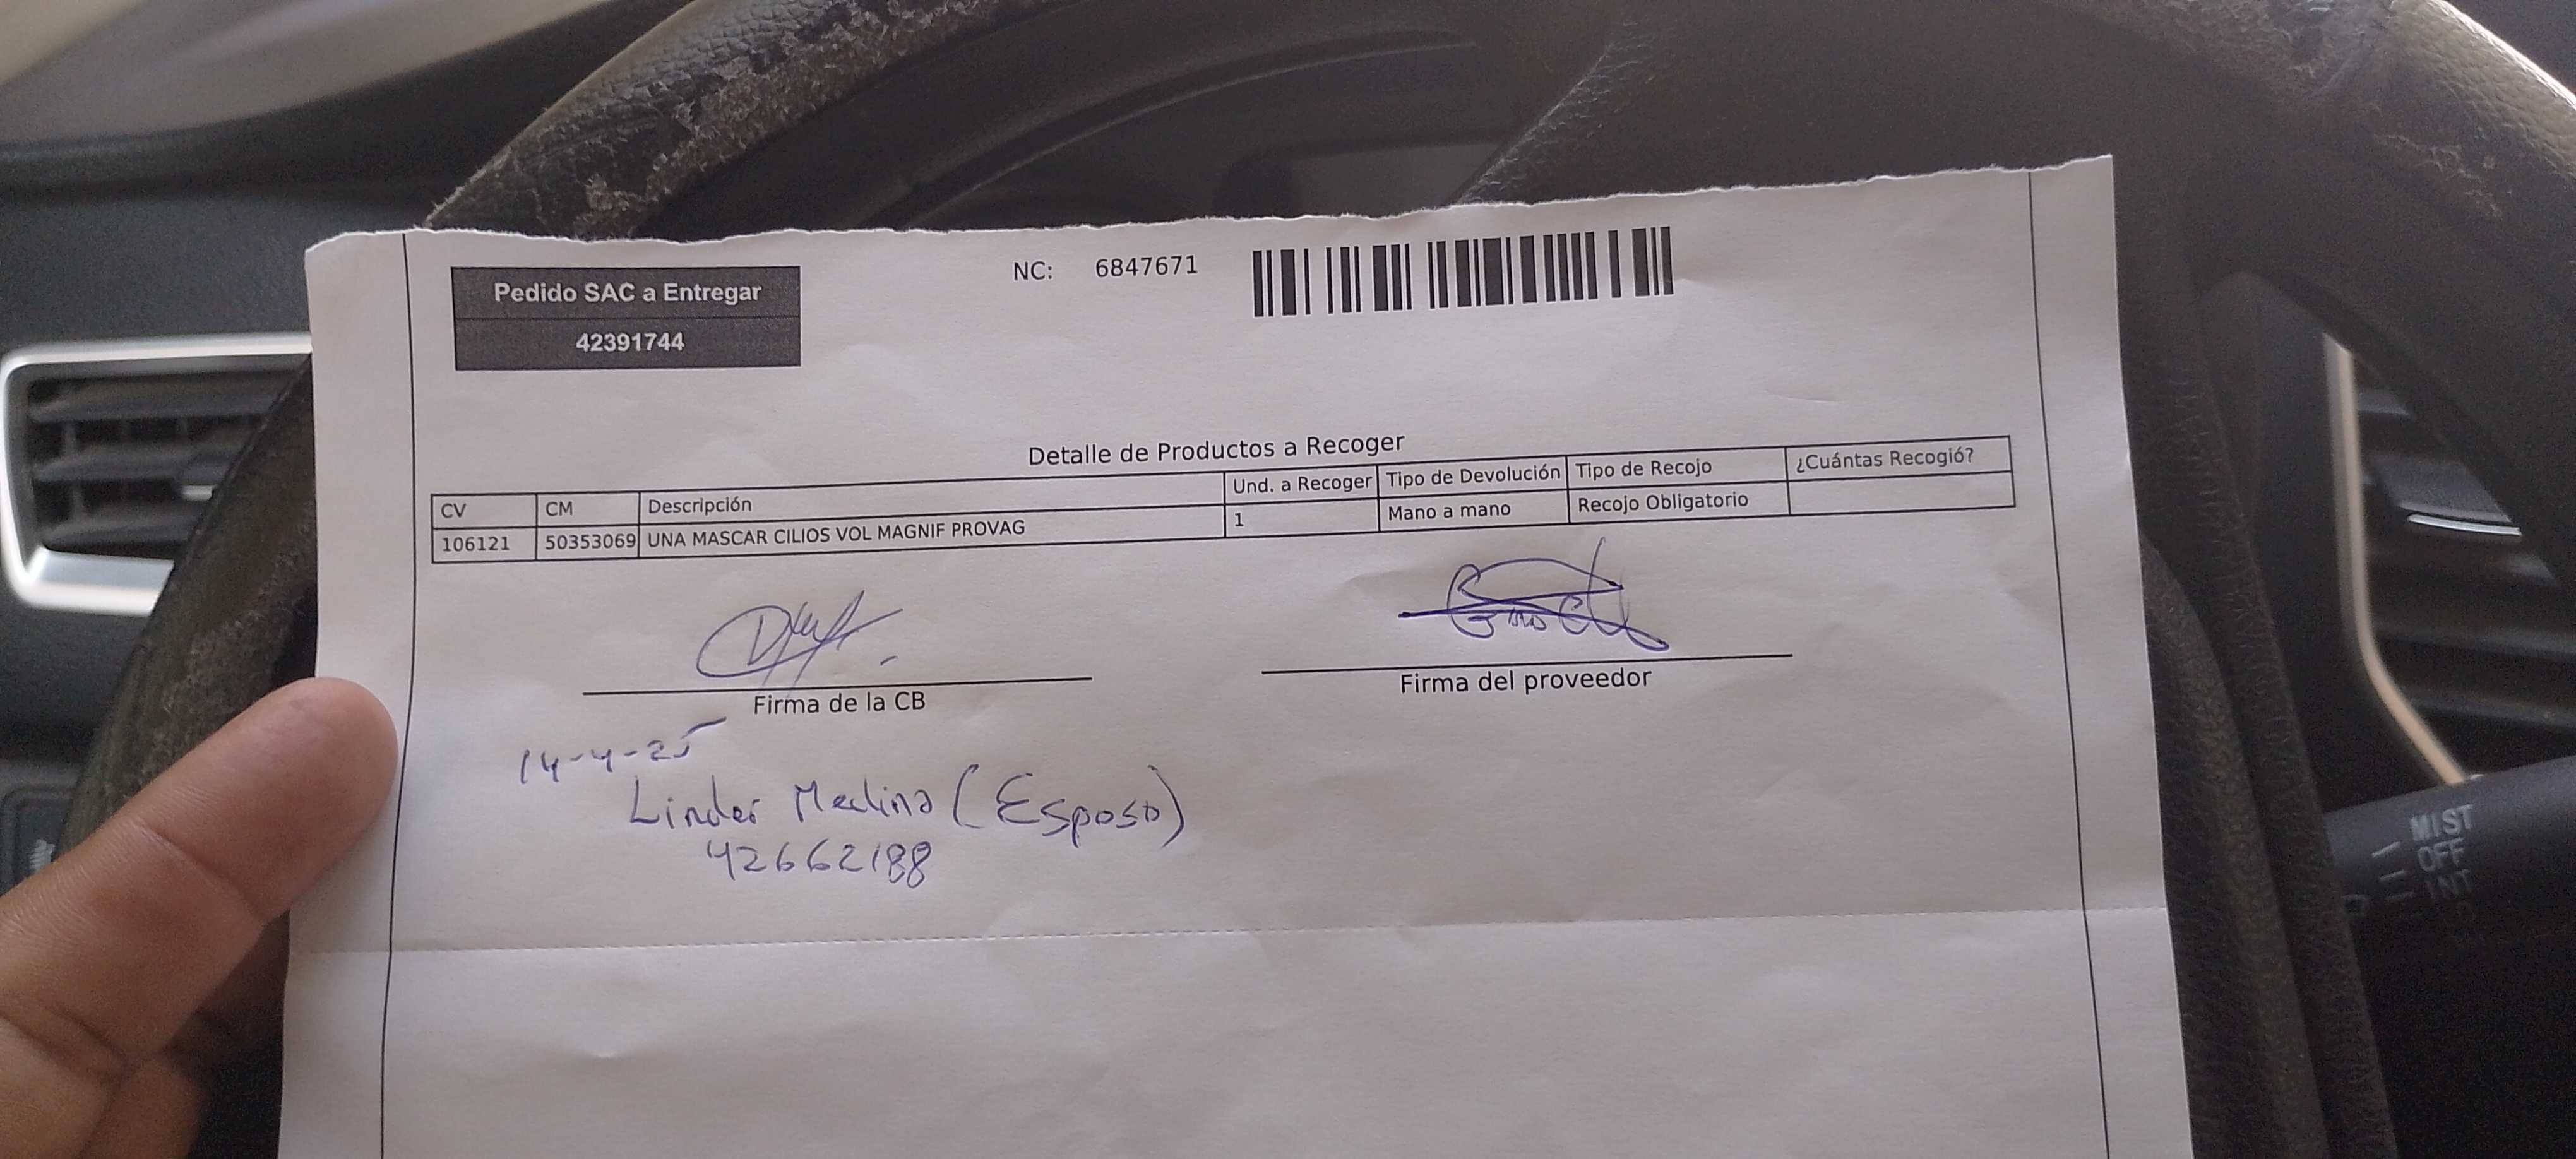 Pedido SAC a Entregar
42391744
NC: 6847671
Detalle de Productos a Recoger
CV CM Descripción Und. a Recoger Tipo de Devolución Tipo de Recojo ¿Cuántas Recogió?
106121 50353069 UNA MASCAR CILIOS VOL MAGNIF PROVAG 1 Mano a mano Recojo Obligatorio
Firma de la CB
Firma del proveedor
14-4-25
Linder Medina (Esposo)
42662188
MIST
OFF
INT